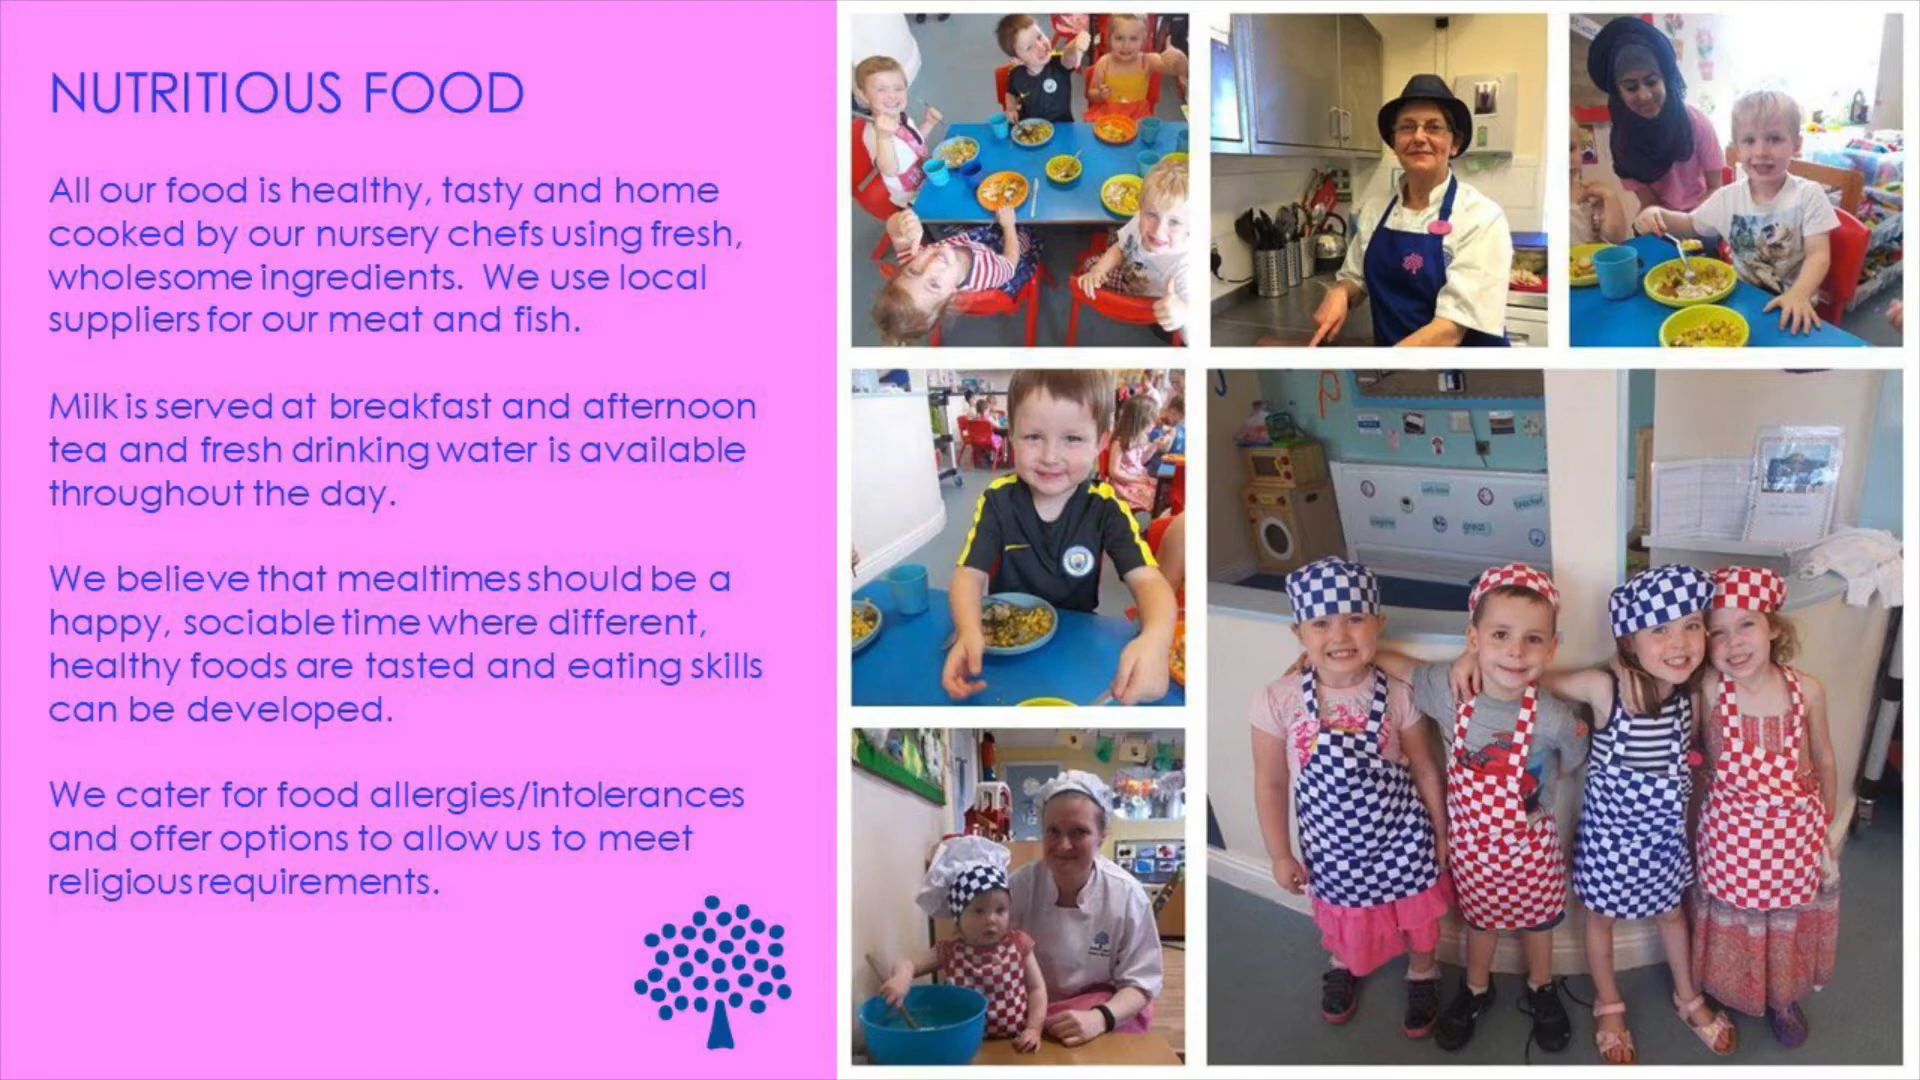 NUTRITIOUS FOOD
All our food is healthy, tasty and home
cooked by our nursery chefs using fresh,
wholesome ingredients. We use local
suppliers for our meat and fish.
Milk is served at breakfast and afternoon
tea and fresh drinking water is available
throughout the day.
We believe that mealtimes should be a
happy, sociable time where different,
healthy foods are tasted and eating skills
can be developed.
We cater for food allergies/intolerances
and offer options to allow us to meet
religious requirements.